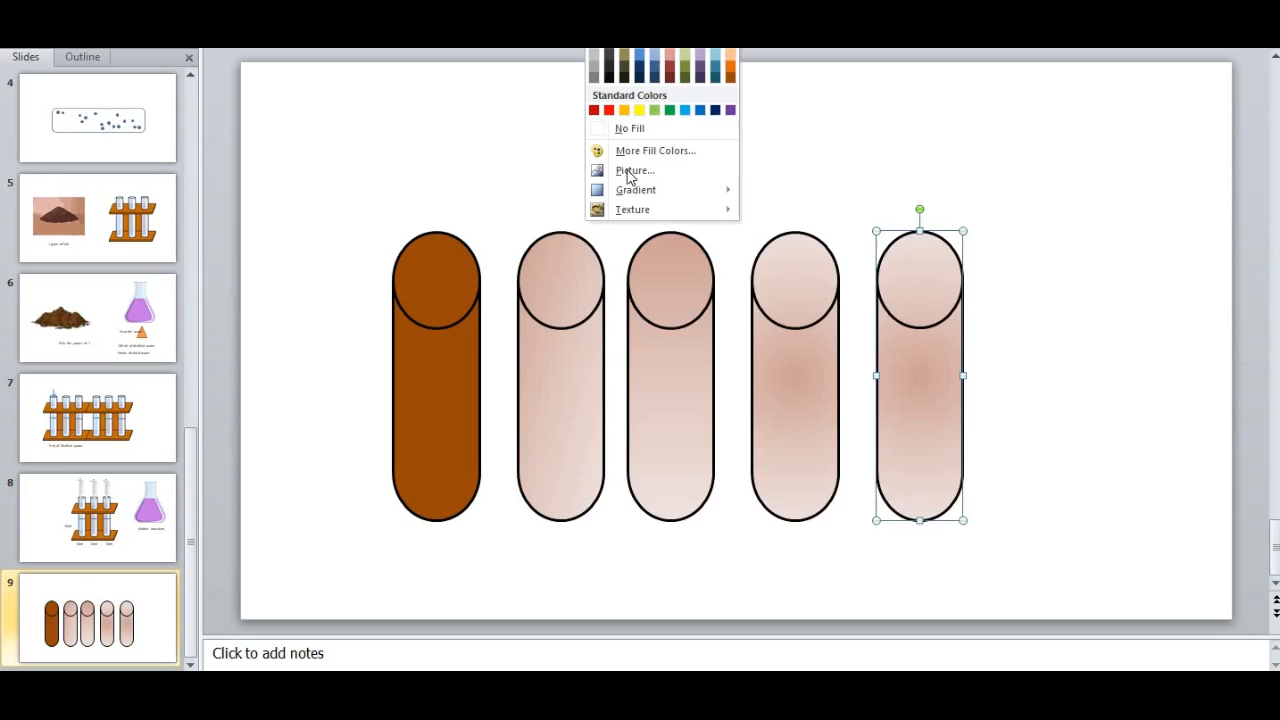 Slides
Outline
4
5
6
7
8
9
Standard Colors
No Fill
More Fill Colors...
Picture...
Gradient
Texture
Click to add notes